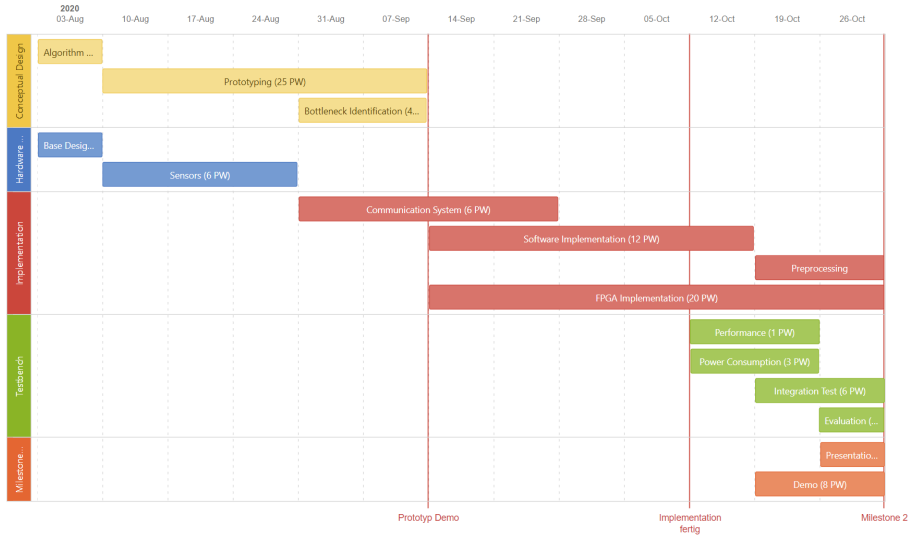 2020
03-Aug 10-Aug 17-Aug 24-Aug 31-Aug 07-Sep 14-Sep 21-Sep 28-Sep 05-Oct 12-Oct 19-Oct 26-Oct
Conceptual Design
Algorithm ...
Prototyping (25 PW)
Bottleneck Identification (4...
Hardware ...
Base Desig...
Sensors (6 PW)
Implementation
Communication System (6 PW)
Software Implementation (12 PW)
Preprocessing
FPGA Implementation (20 PW)
Testbench
Performance (1 PW)
Power Consumption (3 PW)
Integration Test (6 PW)
Evaluation (...
Milestone...
Presentatio...
Demo (8 PW)
Prototyp Demo
Implementation
fertig
Milestone 2